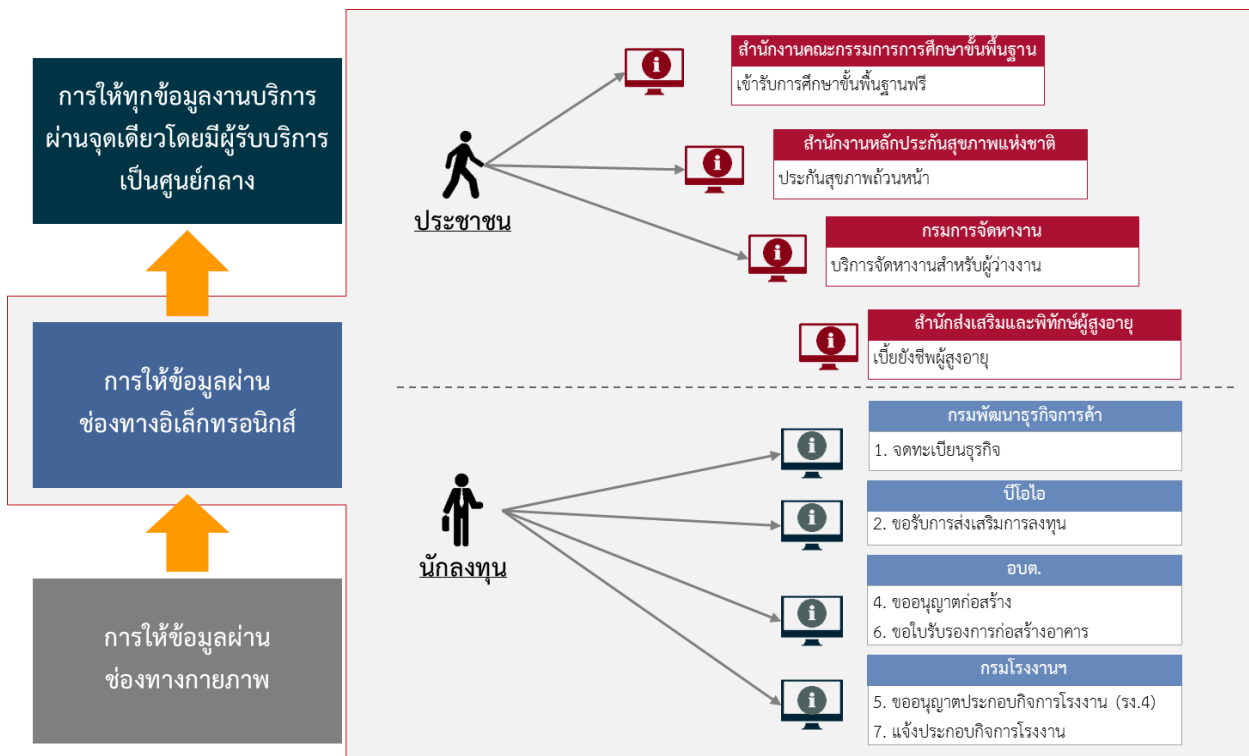 การให้ทุกข้อมูลงานบริการ
ผ่านจุดเดียวโดยมีผู้รับบริการ
เป็นศูนย์กลาง
การให้ข้อมูลผ่าน
ช่องทางอิเล็กทรอนิกส์
การให้ข้อมูลผ่าน
ช่องทางกายภาพ
ประชาชน
สำนักงานคณะกรรมการการศึกษาขั้นพื้นฐาน
เข้ารับการศึกษาขั้นพื้นฐานฟรี
สำนักงานหลักประกันสุขภาพแห่งชาติ
ประกันสุขภาพถ้วนหน้า
กรมการจัดหางาน
บริการจัดหางานสำหรับผู้ว่างงาน
สำนักส่งเสริมและพิทักษ์ผู้สูงอายุ
เบี้ยยังชีพผู้สูงอายุ
นักลงทุน
กรมพัฒนาธุรกิจการค้า
1. จดทะเบียนธุรกิจ
บีโอไอ
2. ขอรับการส่งเสริมการลงทุน
อบต.
4. ขออนุญาตก่อสร้าง
6. ขอใบรับรองการก่อสร้างอาคาร
กรมโรงงานฯ
5. ขออนุญาตประกอบกิจการโรงงาน (รง.4)
7. แจ้งประกอบกิจการโรงงาน